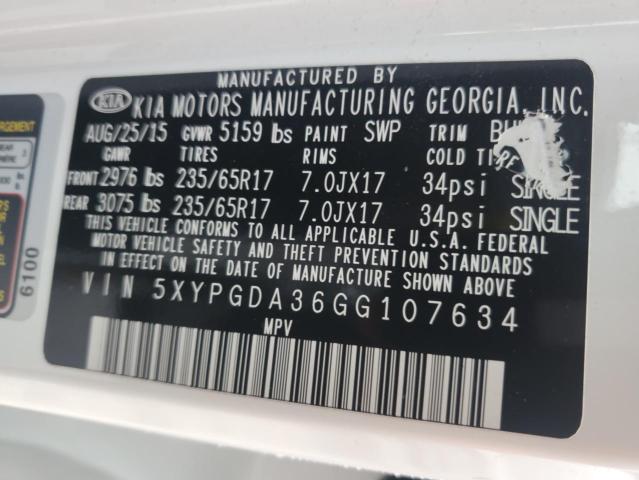 MANUFACTURED BY
KIA KIA MOTORS MANUFACTURING GEORGIA, INC.
AUG/25/15 GVWR 5159 lbs PAINT SWP TRIM
GAWR TIRES RIMS COLD TIRE
FRONT 2976 lbs 235/65R17 7.0JX17 34psi SINGLE
REAR 3075 lbs 235/65R17 7.0JX17 34psi SINGLE
THIS VEHICLE CONFORMS TO ALL APPLICABLE U.S.A. FEDERAL
MOTOR VEHICLE SAFETY AND THEFT PREVENTION STANDARDS
IN EFFECT ON THE DATE OF MANUFACTURE SHOWN ABOVE
VIN 5XYPGDA36GG107634
MPV
6100